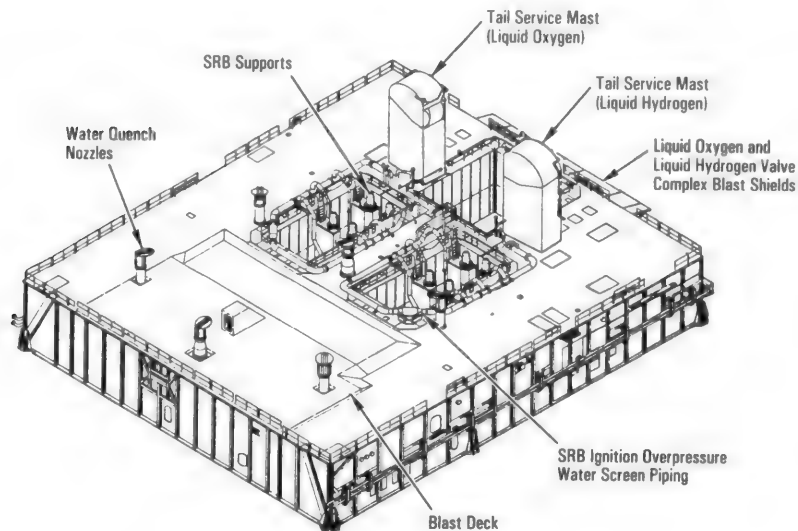 Tail Service Mast
(Liquid Oxygen)
SRB Supports
Tail Service Mast
(Liquid Hydrogen)
Water Quench
Nozzles
Liquid Oxygen and
Liquid Hydrogen Valve
Complex Blast Shields
SRB Ignition Overpressure
Water Screen Piping
Blast Deck